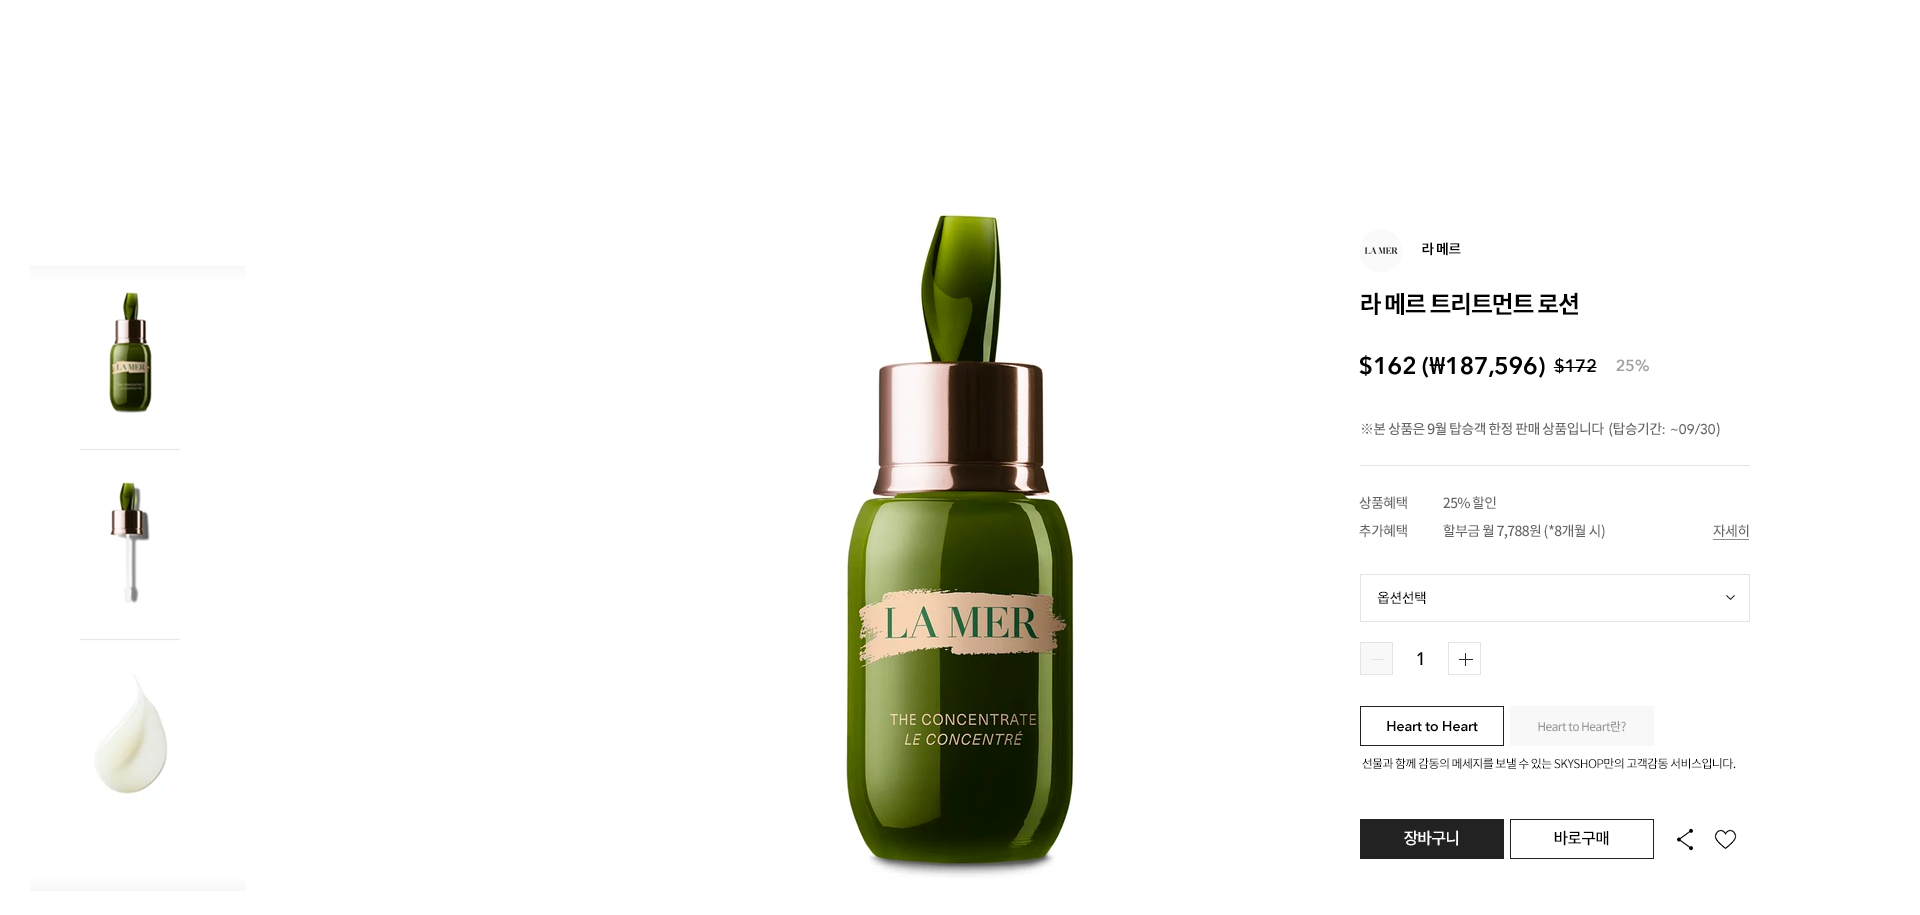 LA MER
THE CONCENTRATE
LE CONCENTRÉ
LA MER
LA MER
라 메르
라 메르 트리트먼트 로션
$162 (₩187,596) $172 25%
※본 상품은 9월 탑승객 한정 판매 상품입니다 (탑승기간: ~09/30)
상품혜택 25% 할인
추가혜택 할부금 월 7,788원 (*8개월 시) 자세히
옵션선택
1
Heart to Heart Heart to Heart란?
선물과 함께 감동의 메세지를 보낼 수 있는 SKYSHOP만의 고객감동 서비스입니다.
장바구니 바로구매